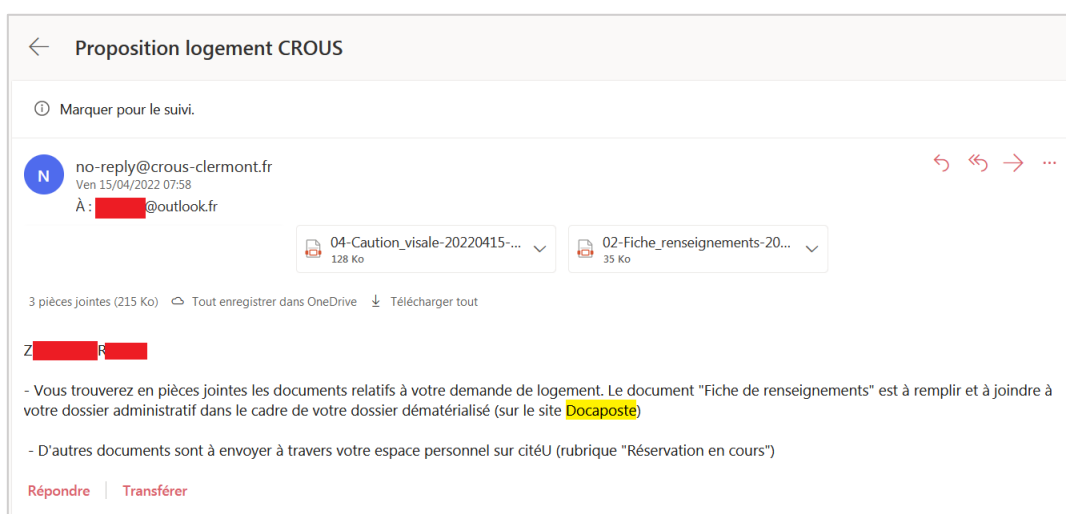 Proposition logement CROUS
Marquer pour le suivi.
N
no-reply@crous-clermont.fr
Ven 15/04/2022 07:58
À : @outlook.fr
04-Caution_visale-20220415-...
128 Ko
02-Fiche_renseignements-20...
35 Ko
3 pièces jointes (215 Ko) Tout enregistrer dans OneDrive Télécharger tout
Z R
- Vous trouverez en pièces jointes les documents relatifs à votre demande de logement. Le document "Fiche de renseignements" est à remplir et à joindre à
votre dossier administratif dans le cadre de votre dossier dématérialisé (sur le site Docaposte)
- D'autres documents sont à envoyer à travers votre espace personnel sur citéU (rubrique "Réservation en cours")
Répondre Transférer